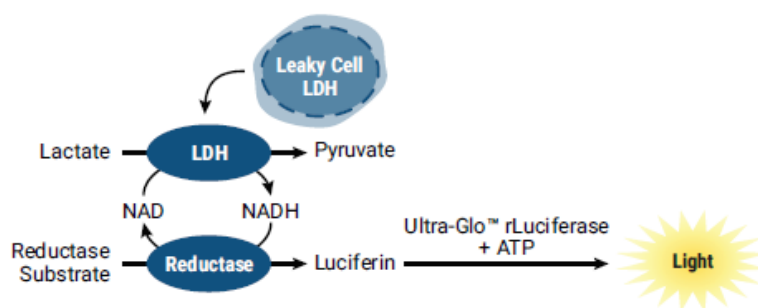 Leaky Cell
LDH
Lactate
LDH
Pyruvate
NAD
NADH
Ultra-Glo™ rLuciferase
+ ATP
Reductase
Substrate
Reductase
Luciferin
Light